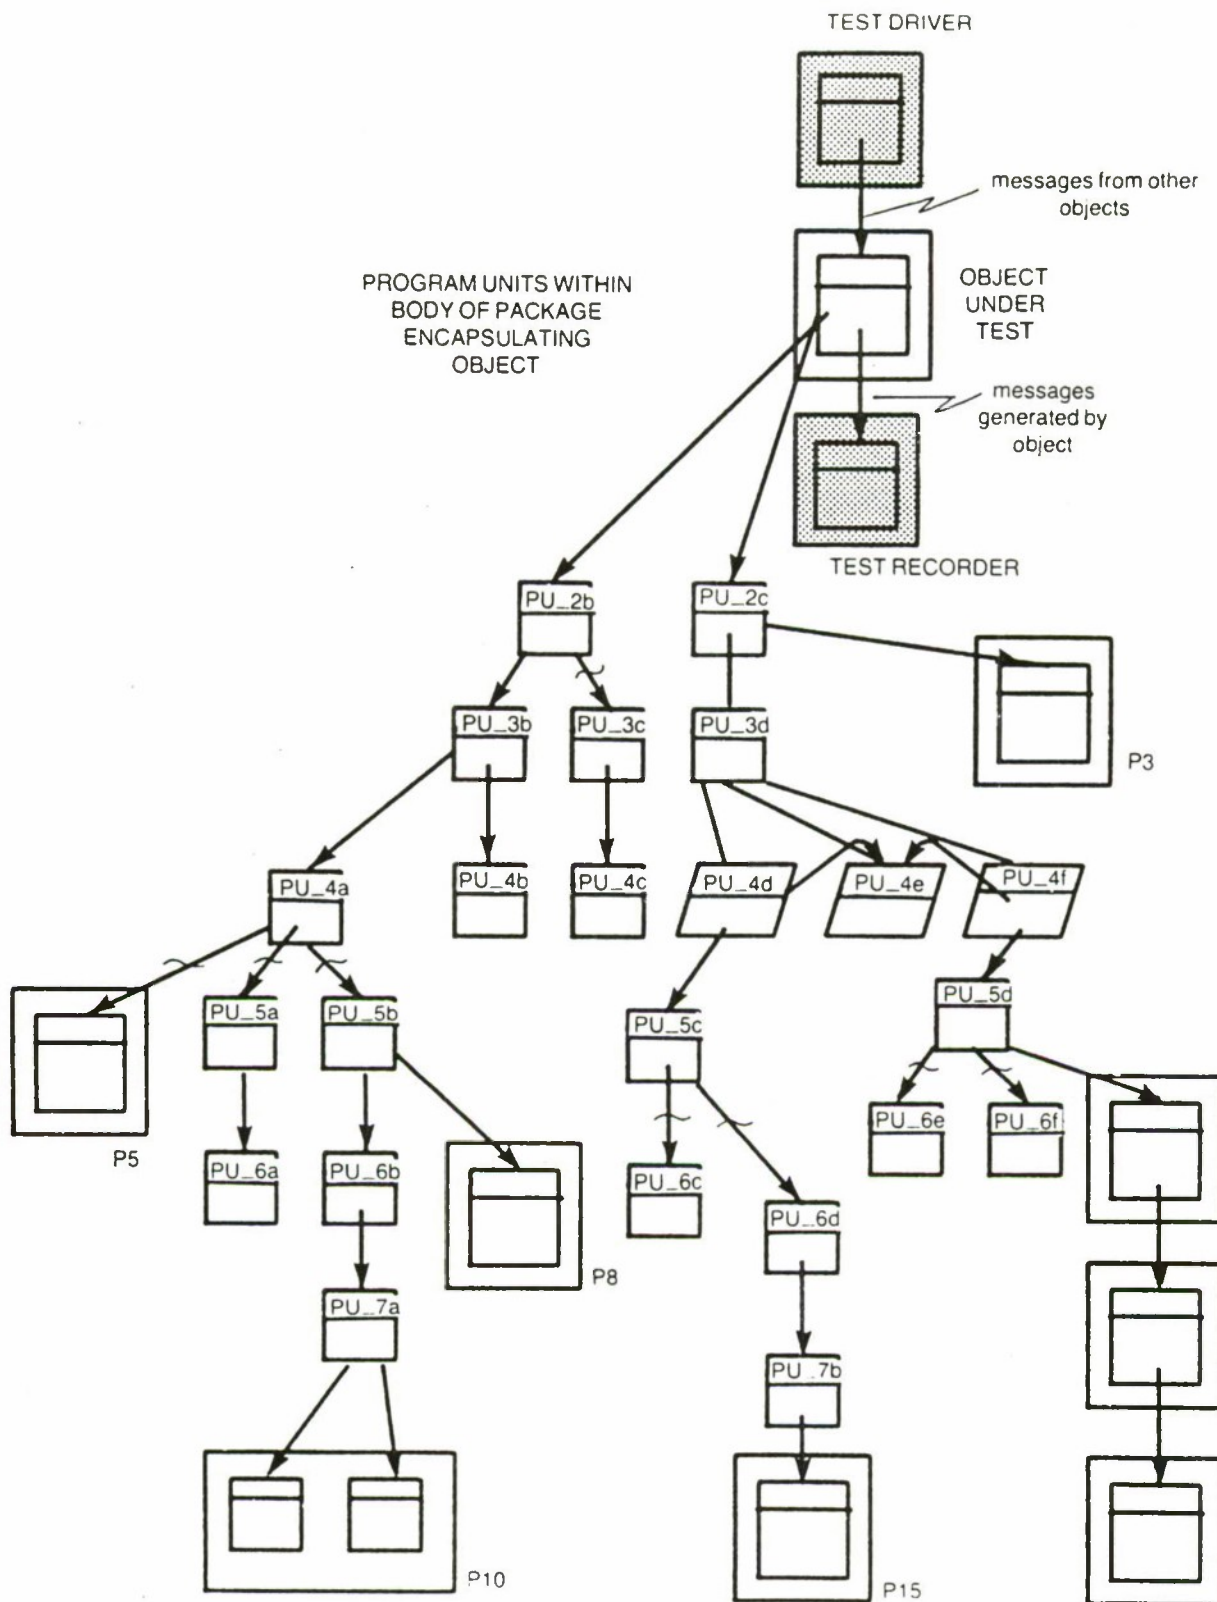 TEST DRIVER
messages from other
objects
PROGRAM UNITS WITHIN
BODY OF PACKAGE
ENCAPSULATING
OBJECT
OBJECT
UNDER
TEST
messages
generated by
object
TEST RECORDER
PU_2b
PU_2c
PU_3b
PU_3c
PU_3d
P3
PU_4a
PU_4b
PU_4c
PU_4d
PU_4e
PU_4f
PU_5a
PU_5b
PU_5c
PU_5d
P5
PU_6a
PU_6b
PU_6c
PU_6d
PU_6e
PU_6f
P8
PU_7a
PU_7b
P10
P15